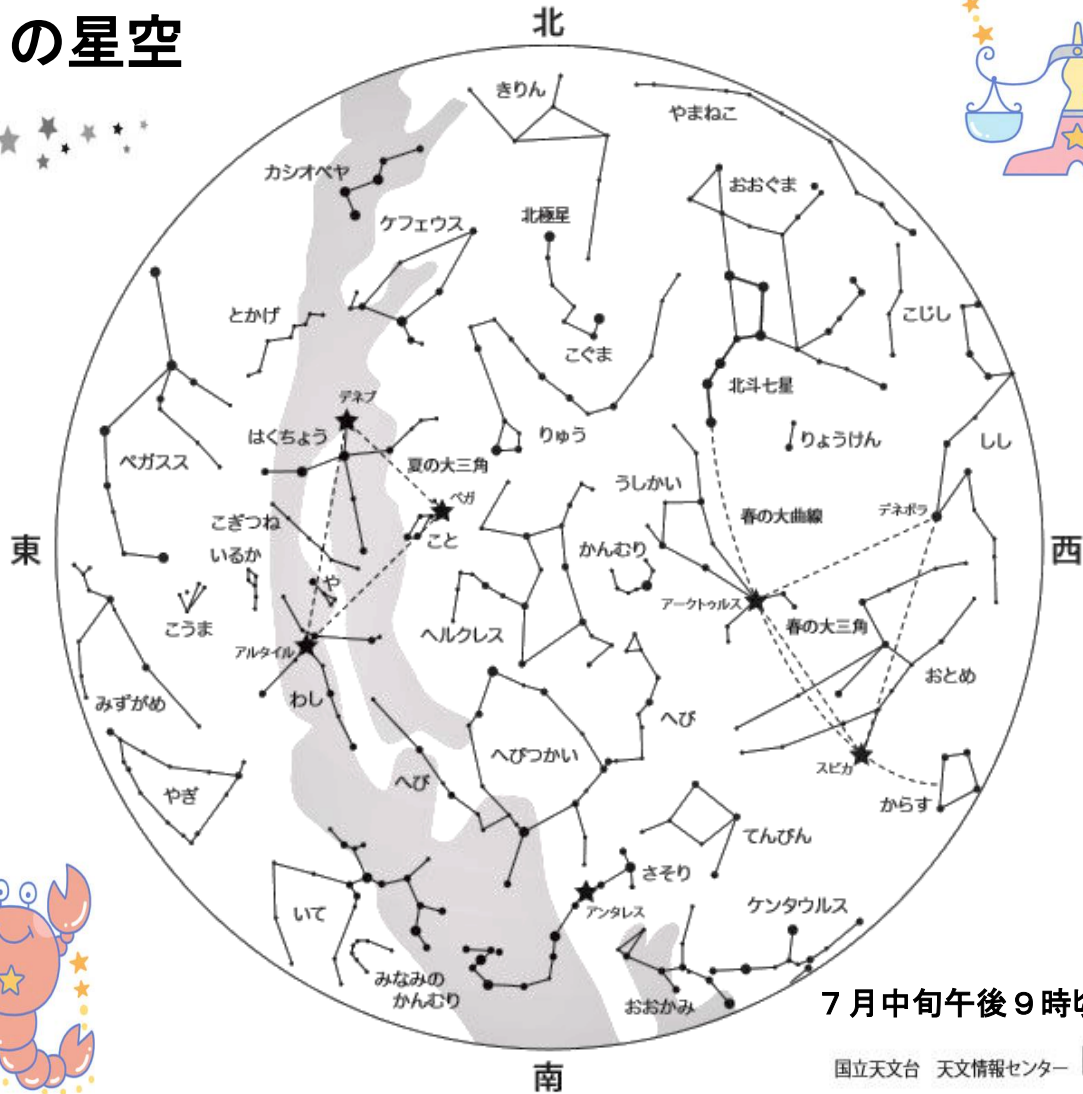 の星空
北
きりん
やまねこ
カシオペヤ
おおぐま
北極星
ケフェウス
とかげ
こじし
こぐま
北斗七星
デネブ
はくちょう
りゅう
りょうけん
しし
ペガスス
夏の大三角
ベガ
うしかい
春の大曲線
デネボラ
こぎつね
こと
東
西
いるか
かんむり
や
アークトゥルス
こうま
ヘルクレス
春の大三角
アルタイル
おとめ
みずがめ
わし
へび
へびつかい
スピカ
へび
やぎ
からす
てんびん
さそり
いて
アンタレス
ケンタウルス
みなみの
かんむり
おおかみ
7月中旬午後9時
国立天文台 天文情報センター
南